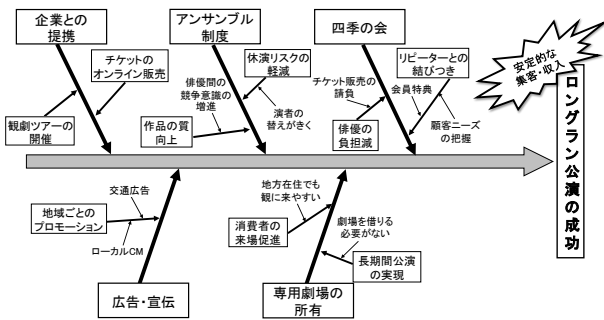 企業との
提携
アンサンブル
制度
四季の会
チケットの
オンライン販売
観劇ツアーの
開催
休演リスクの
軽減
俳優間の
競争意識の
増進
作品の質
向上
演者の
替えがきく
リピーターとの
結びつき
チケット販売の
請負
会員特典
俳優の
負担減
顧客ニーズ
の把握
安定的な
集客・収入
ロングラン公演の成功
交通広告
地域ごとの
プロモーション
ローカルCM
広告・宣伝
地方在住でも
観に来やすい
消費者の
来場促進
劇場を借りる
必要がない
長期間公演
の実現
専用劇場の
所有